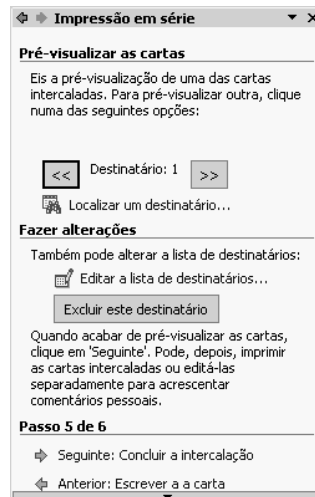 Impressão em série
Pré-visualizar as cartas
Eis a pré-visualização de uma das cartas
intercaladas. Para pré-visualizar outra, clique
numa das seguintes opções:
<< Destinatário: 1 >>
Localizar um destinatário...
Fazer alterações
Também pode alterar a lista de destinatários:
Editar a lista de destinatários...
Excluir este destinatário
Quando acabar de pré-visualizar as cartas,
clique em 'Seguinte'. Pode, depois, imprimir
as cartas intercaladas ou editá-las
separadamente para acrescentar
comentários pessoais.
Passo 5 de 6
Seguinte: Concluir a intercalação
Anterior: Escrever a a carta